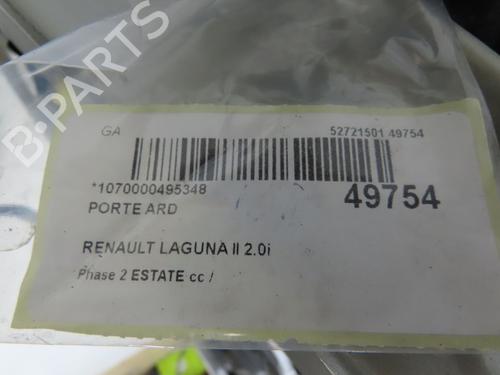 B-PARTS
GA
52721501 49754
*1070000495348
49754
PORTE ARD
RENAULT LAGUNA II 2.0i
Phase 2 ESTATE cc /